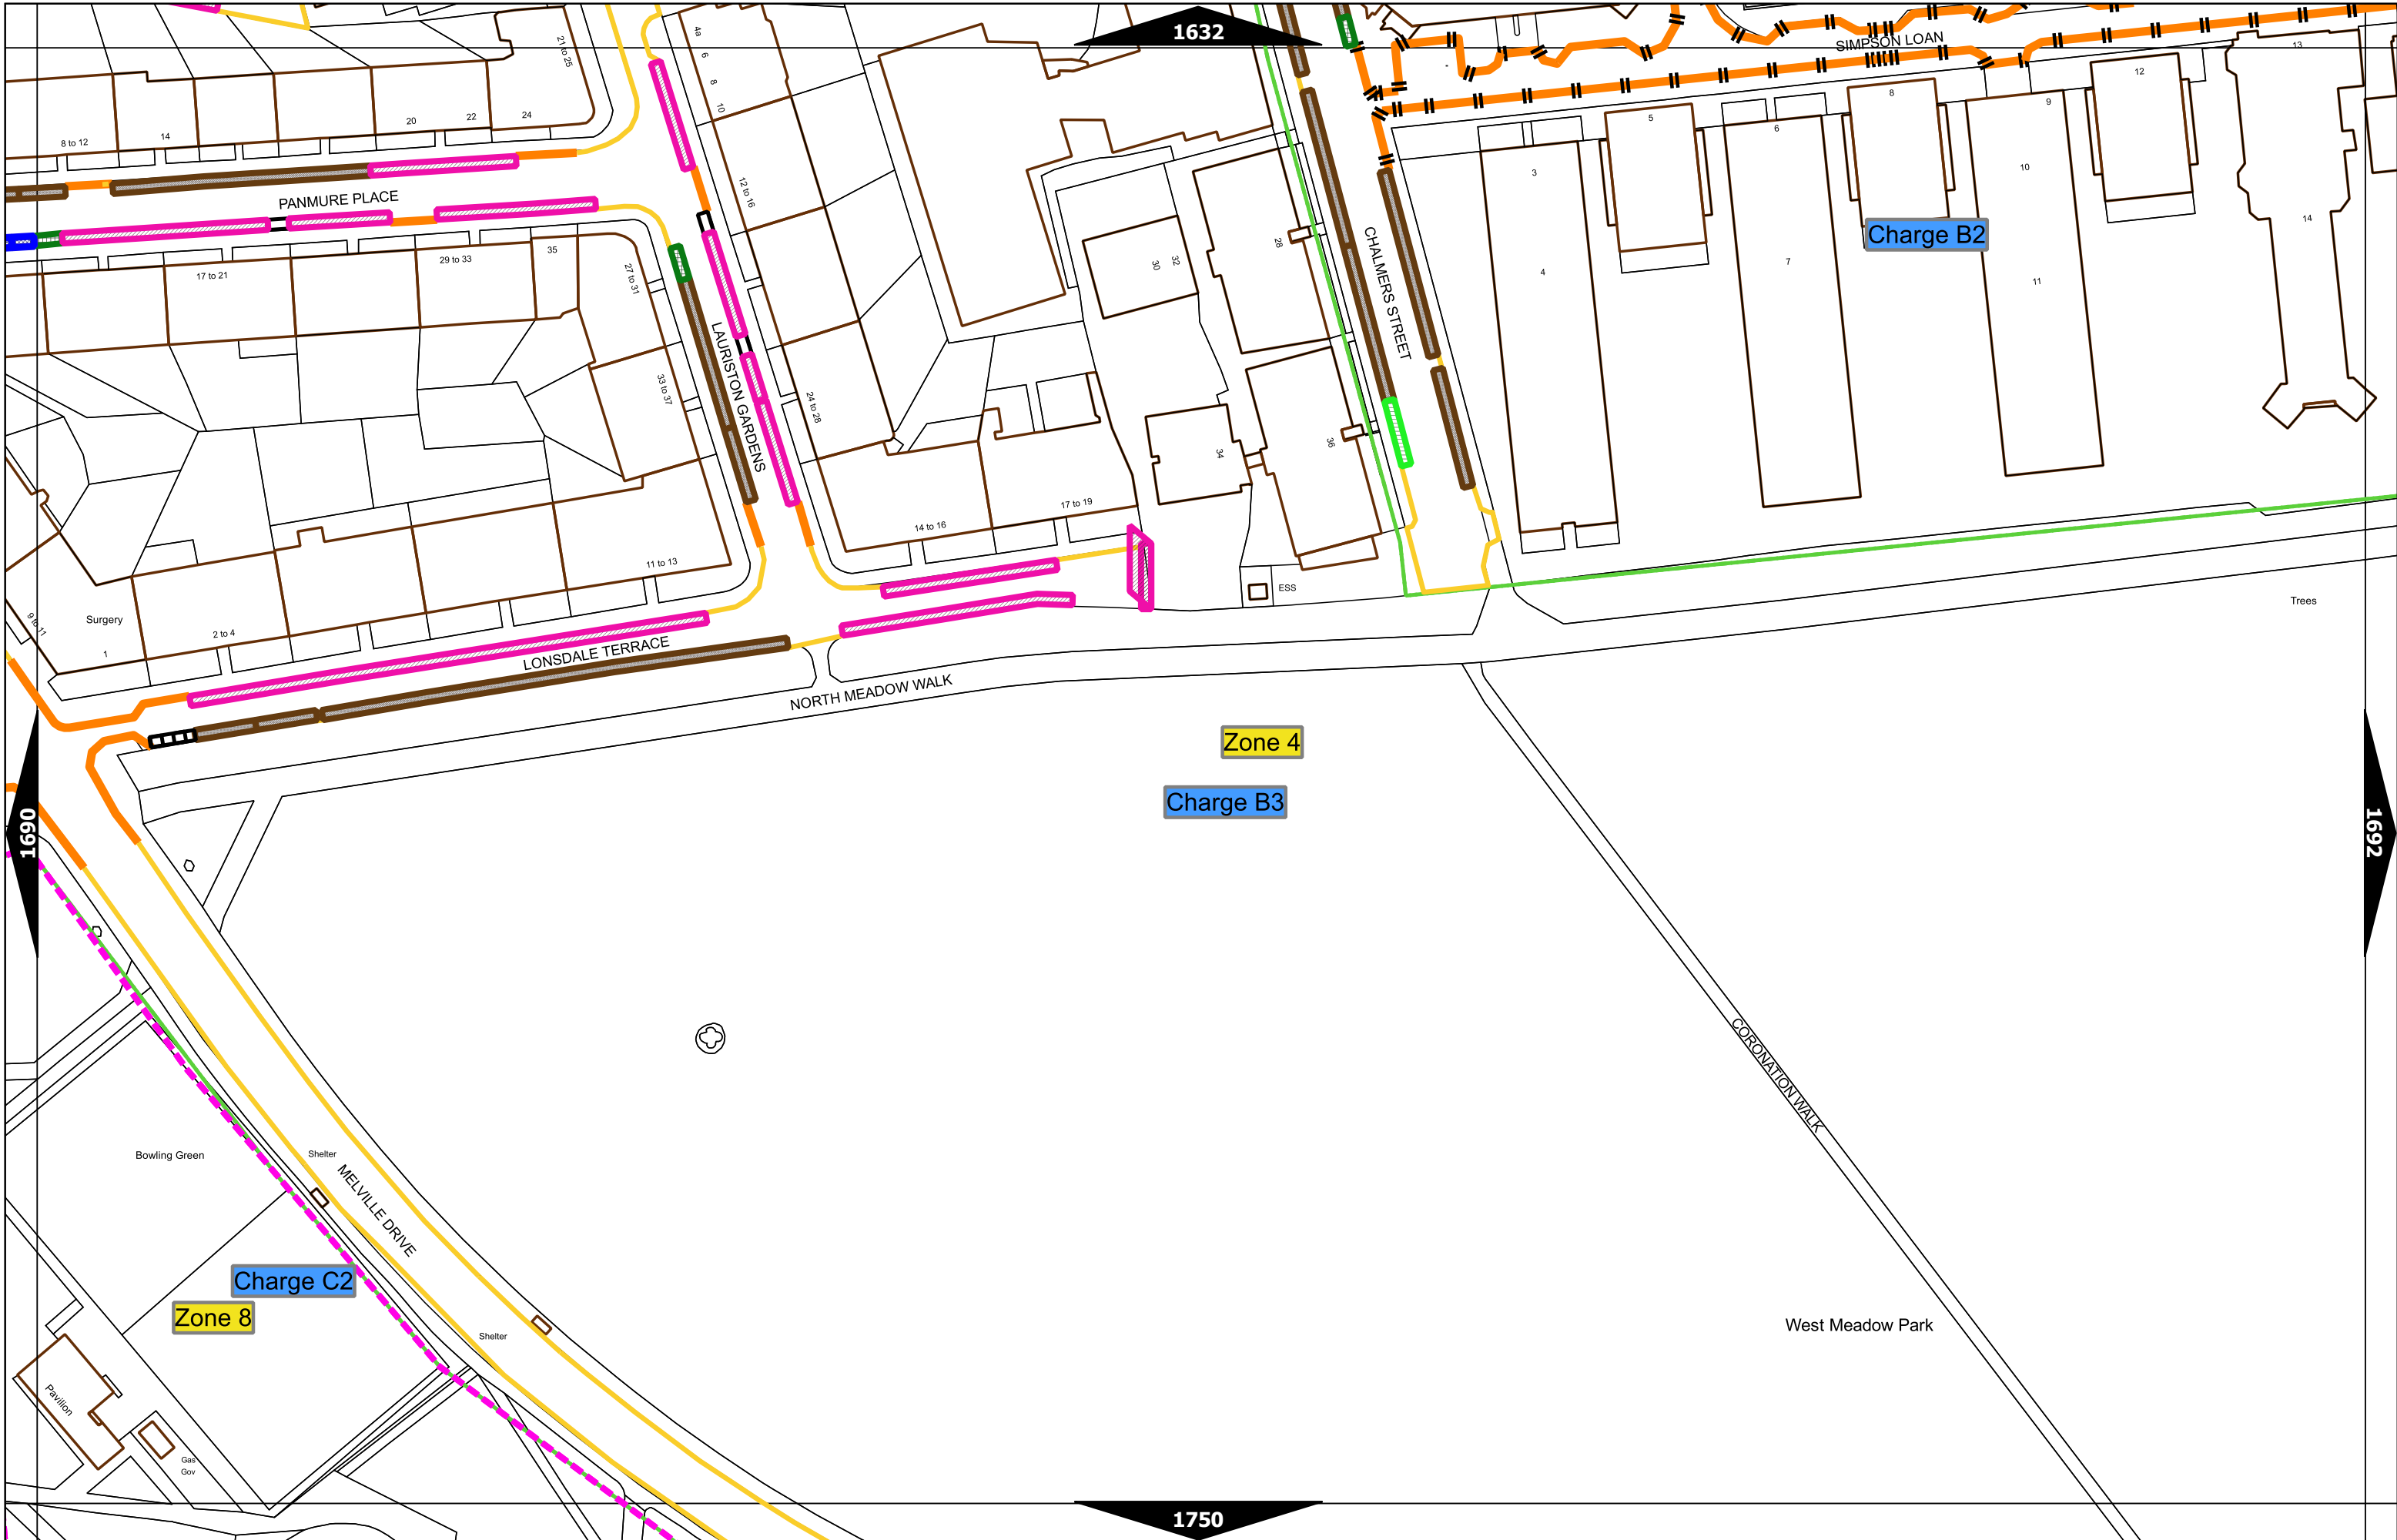 1632
SIMPSON LOAN
4a
6
8
10
21 to 25
13
12
8
9
5
6
8 to 12
14
20
22
24
PANMURE PLACE
12 to 16
3
10
14
Charge B2
28
30
32
4
7
11
17 to 21
29 to 33
35
27 to 31
CHALMERS STREET
LAURISTON GARDENS
33 to 37
24 to 28
36
34
14 to 16
17 to 19
11 to 13
ESS
Trees
9 to 11
Surgery
1
2 to 4
LONSDALE TERRACE
NORTH MEADOW WALK
Zone 4
Charge B3
1690
1692
CORONATION WALK
Bowling Green
Shelter
MELVILLE DRIVE
Charge C2
Zone 8
Shelter
West Meadow Park
Pavilion
Gas
Gov
1750